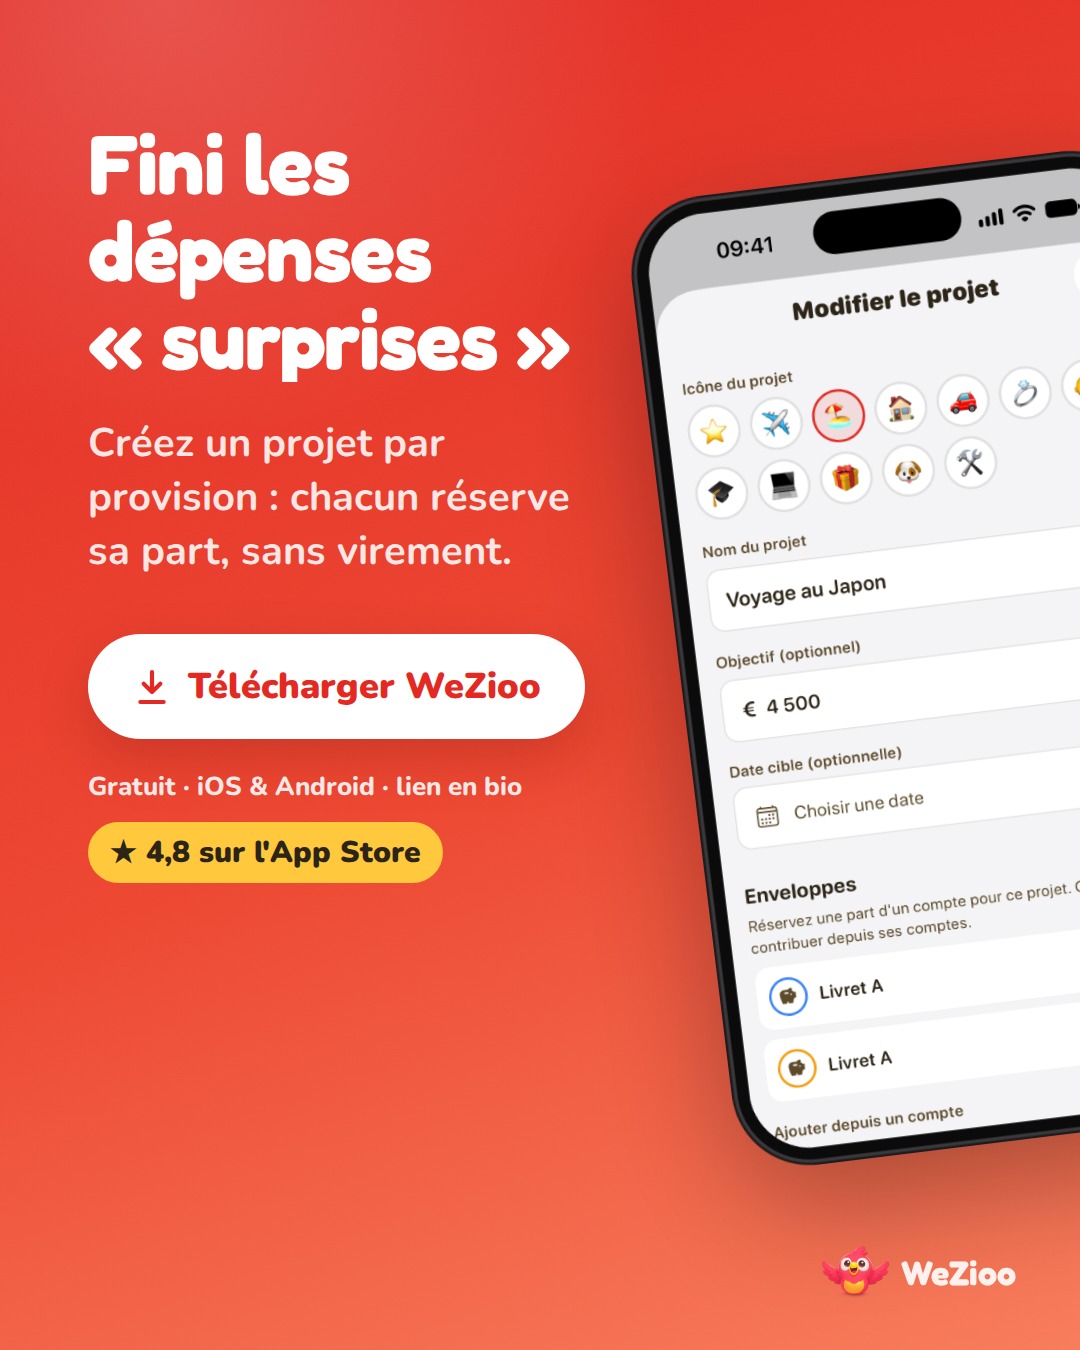 Fini les
dépenses
« surprises »
Créez un projet par
provision : chacun réserve
sa part, sans virement.
Télécharger WeZioo
Gratuit · iOS & Android · lien en bio
★ 4,8 sur l'App Store
09:41
Modifier le projet
Icône du projet
Nom du projet
Voyage au Japon
Objectif (optionnel)
€ 4 500
Date cible (optionnelle)
Choisir une date
Enveloppes
Réservez une part d'un compte pour ce projet.
contribuer depuis ses comptes.
Livret A
Livret A
Ajouter depuis un compte
WeZioo